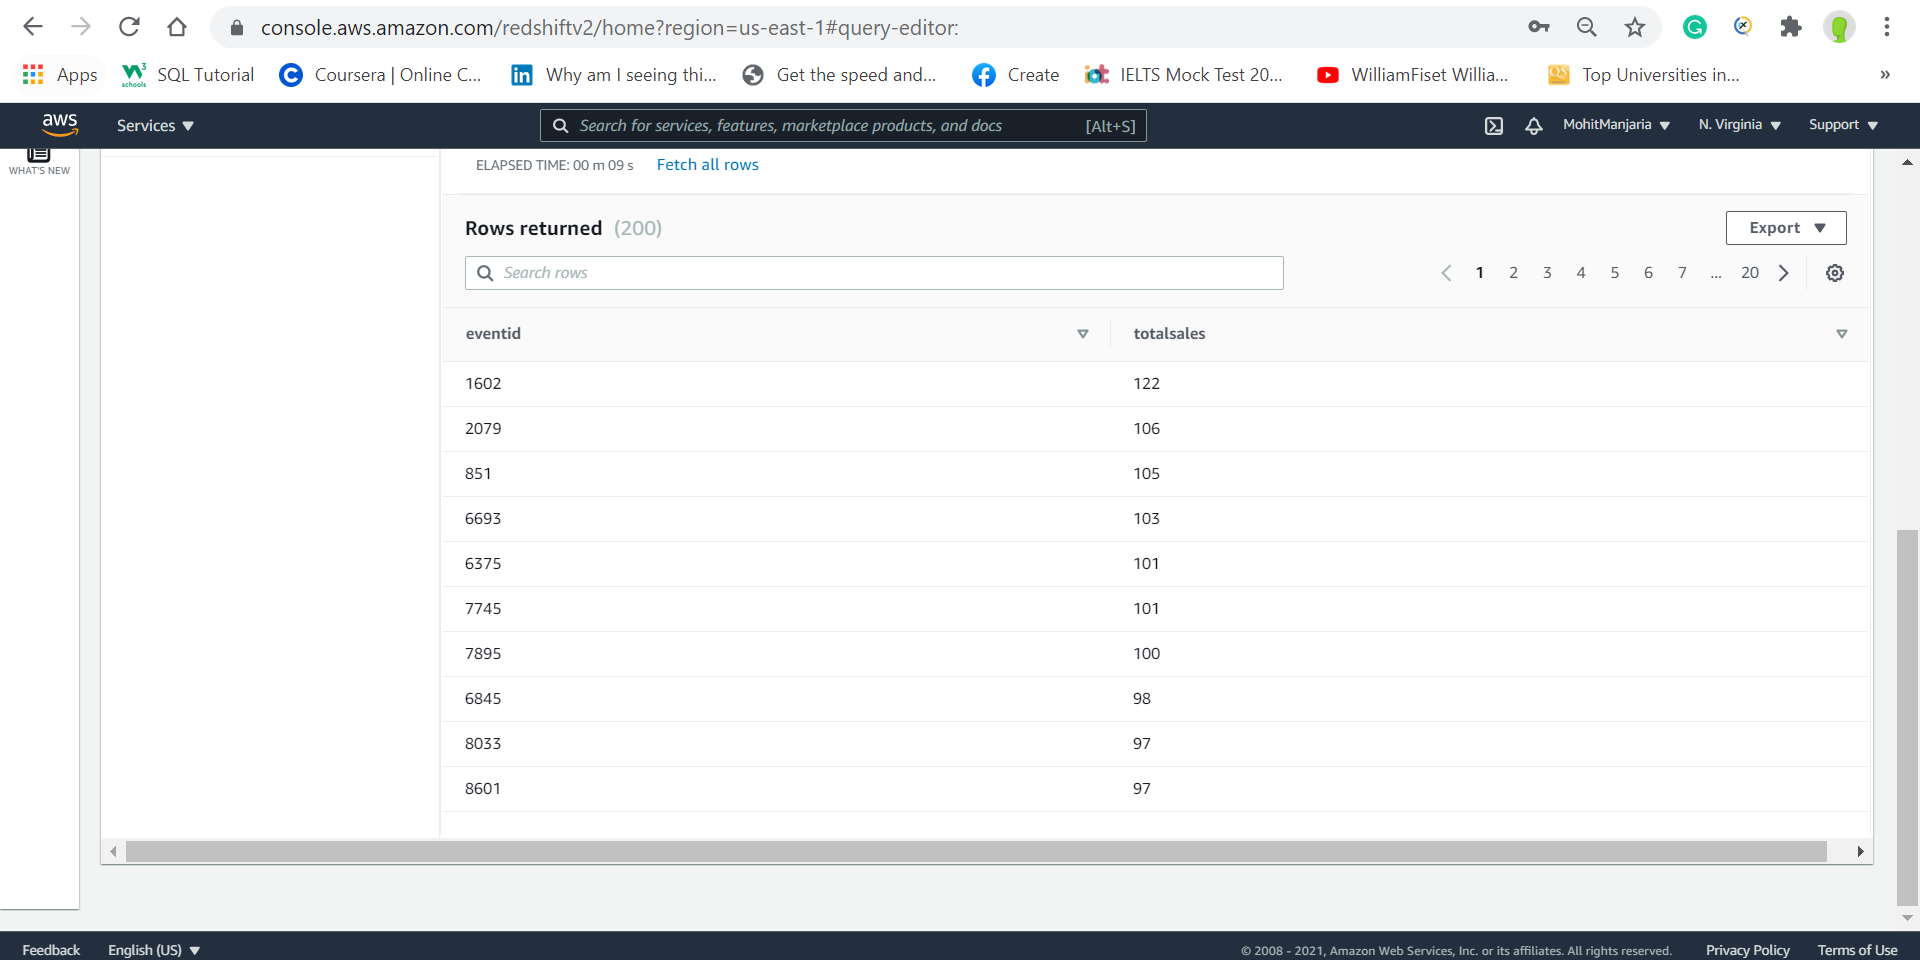 console.aws.amazon.com/redshiftv2/home?region=us-east-1#query-editor:
Apps
W3 schools SQL Tutorial
Coursera | Online C...
Why am I seeing thi...
Get the speed and...
Create
IELTS Mock Test 20...
WilliamFiset Willia...
QS Top Universities in...
»
aws
Services
Search for services, features, marketplace products, and docs [Alt+S]
MohitManjaria
N. Virginia
Support
WHAT'S NEW
ELAPSED TIME: 00 m 09 s Fetch all rows
Rows returned (200)
Export
Search rows
1 2 3 4 5 6 7 ... 20
eventid totalsales
1602 122
2079 106
851 105
6693 103
6375 101
7745 101
7895 100
6845 98
8033 97
8601 97
Feedback English (US) © 2008 - 2021, Amazon Web Services, Inc. or its affiliates. All rights reserved. Privacy Policy Terms of Use